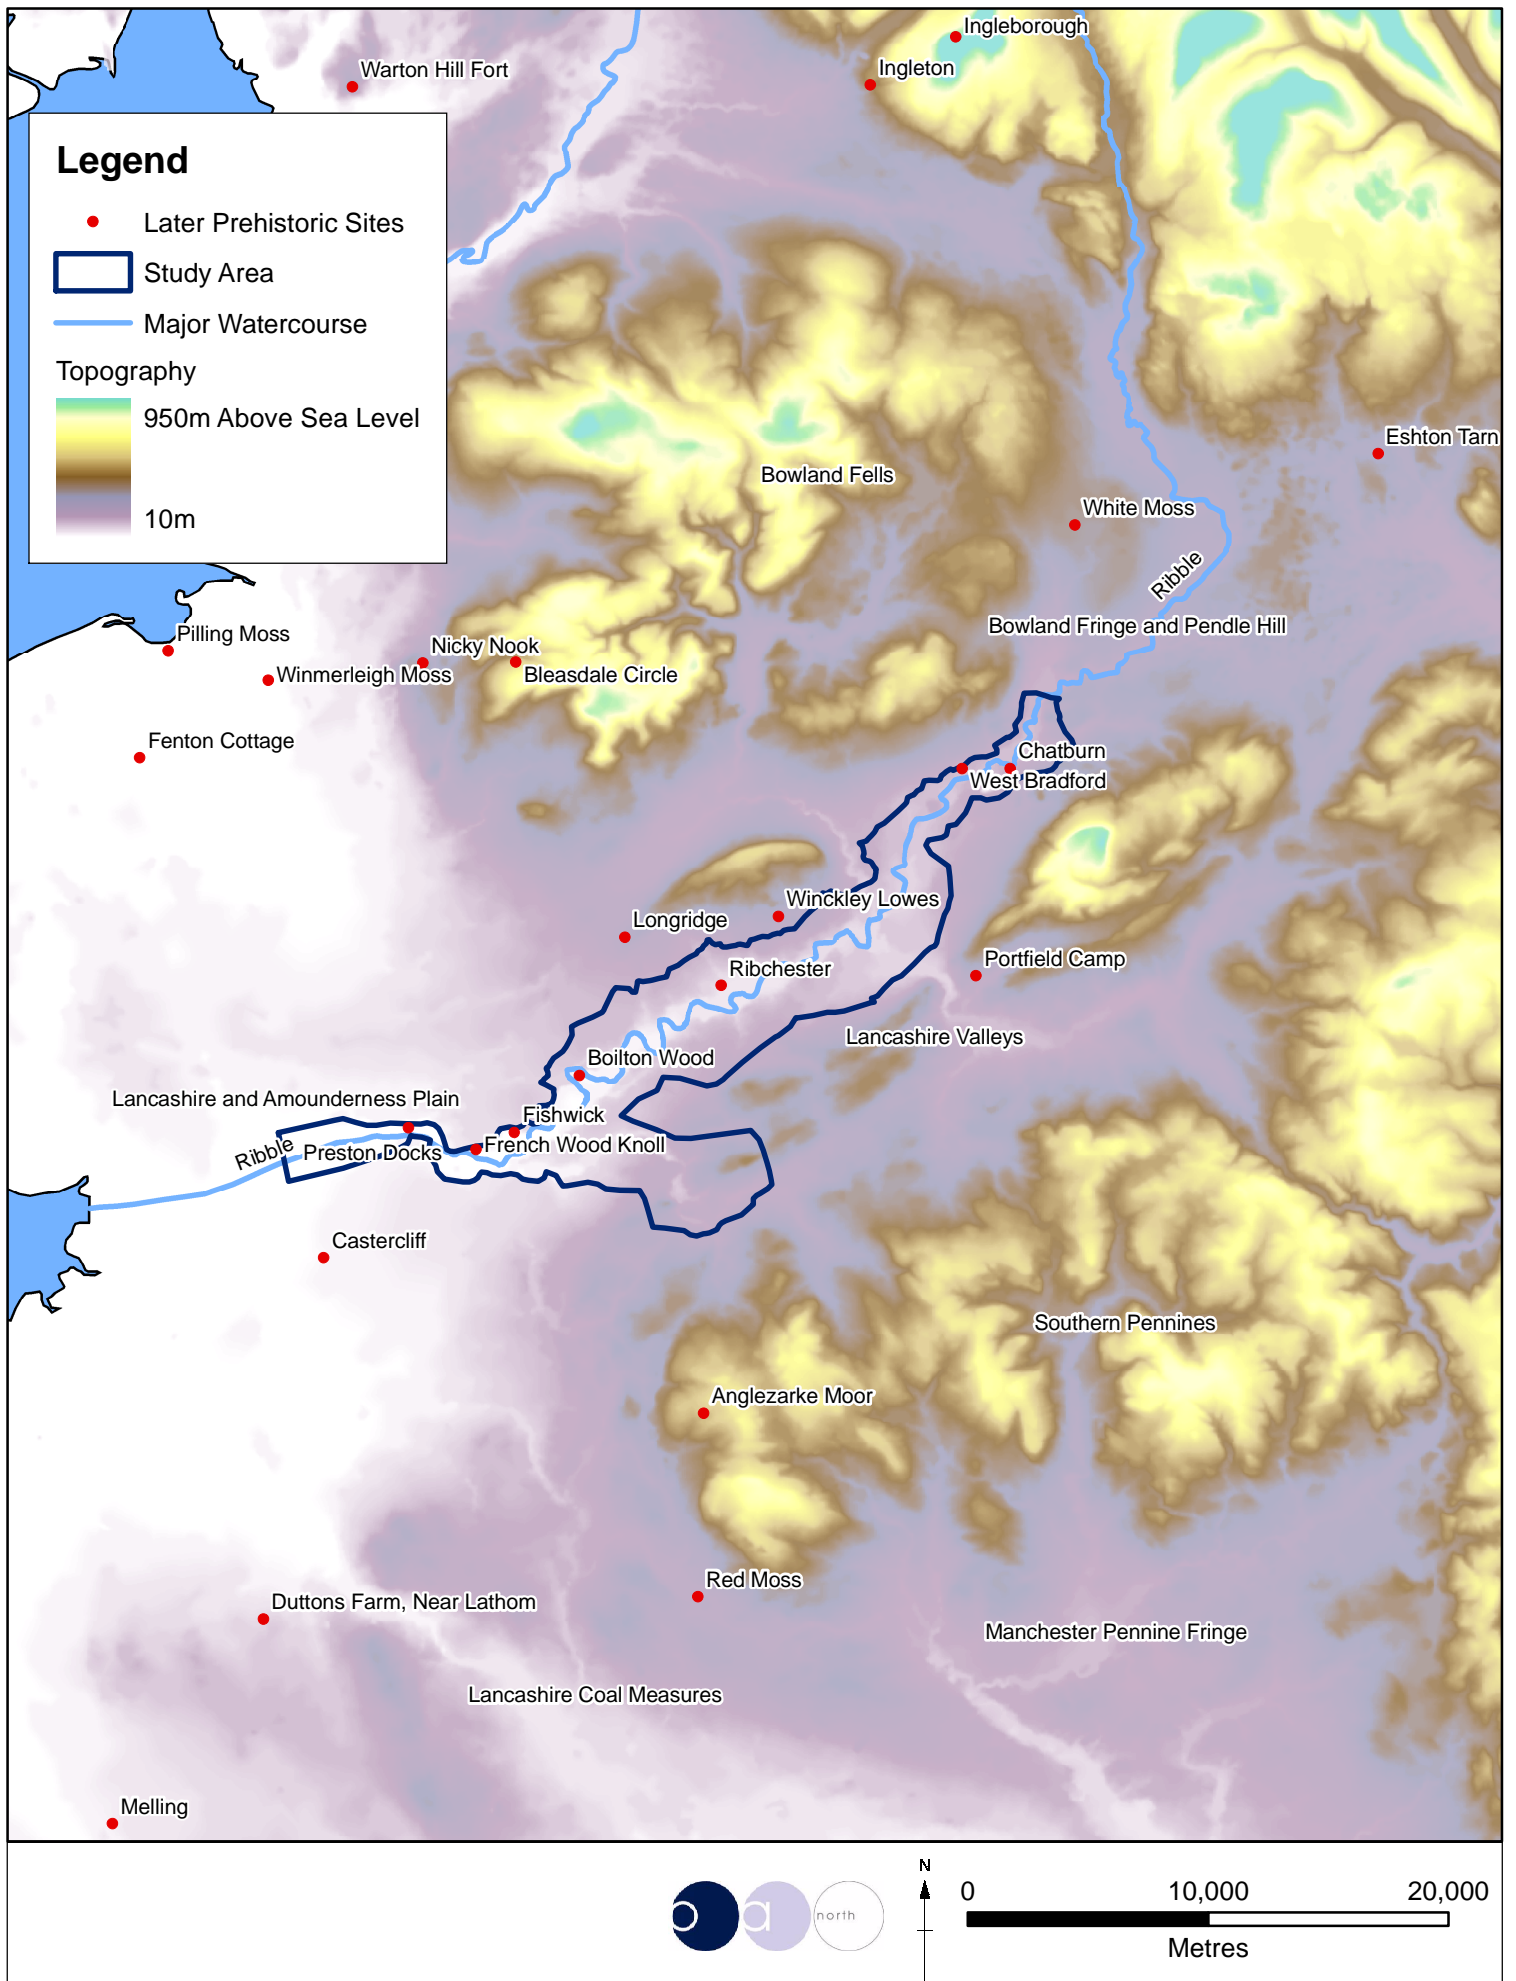 Ingleborough
Warton Hill Fort
Ingleton
Legend
Later Prehistoric Sites
Study Area
Major Watercourse
Topography
950m Above Sea Level
10m
Eshton Tarn
Bowland Fells
White Moss
Ribble
Bowland Fringe and Pendle Hill
Pilling Moss
Nicky Nook
Winmerleigh Moss
Bleasdale Circle
Fenton Cottage
Chatburn
West Bradford
Winckley Lowes
Longridge
Ribchester
Portfield Camp
Lancashire Valleys
Boilton Wood
Lancashire and Amounderness Plain
Fishwick
French Wood Knoll
Ribble
Preston Docks
Castercliff
Southern Pennines
Anglezarke Moor
Red Moss
Duttons Farm, Near Lathom
Manchester Pennine Fringe
Lancashire Coal Measures
Melling
o a north
N
0 10,000 20,000
Metres